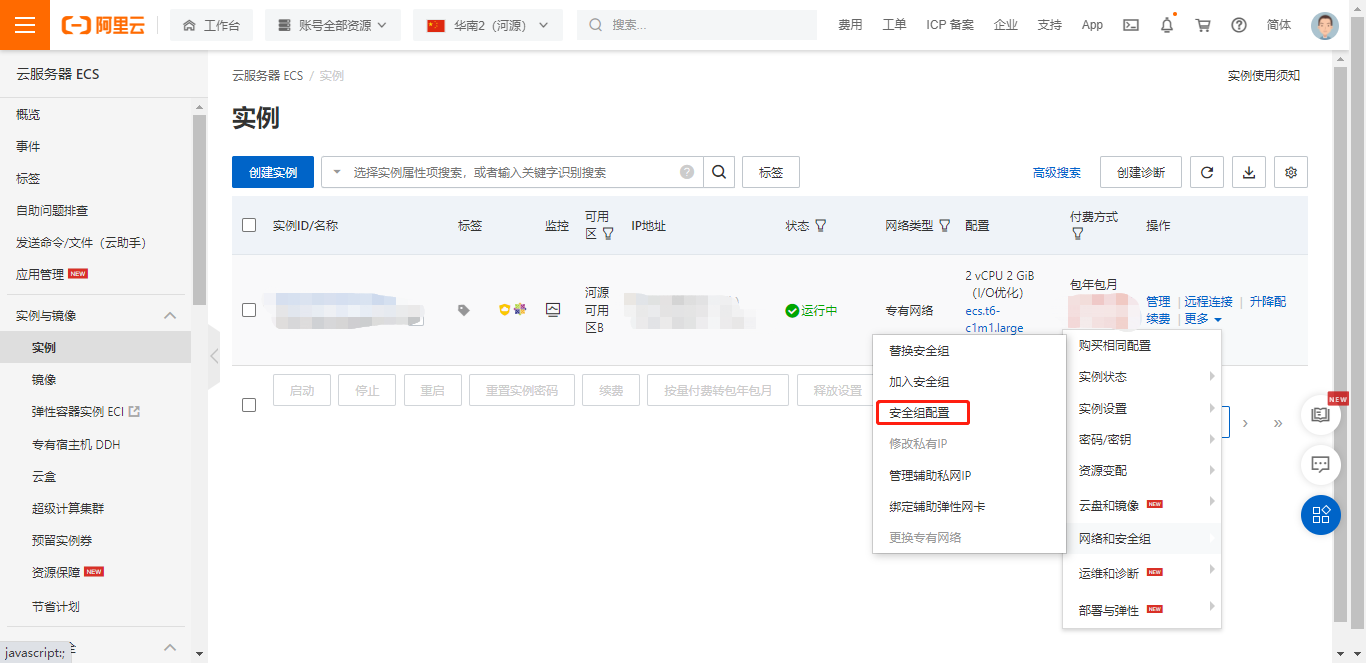 阿里云
工作台
账号全部资源
华南2（河源）
搜索...
费用
工单
ICP 备案
企业
支持
App
简体
云服务器 ECS
概览
事件
标签
自助问题排查
发送命令/文件（云助手）
应用管理 NEW
实例与镜像
实例
镜像
弹性容器实例 ECI
专有宿主机 DDH
云盒
超级计算集群
预留实例券
资源保障 NEW
节省计划
javascript:;
云服务器 ECS / 实例
实例使用须知
实例
创建实例
选择实例属性项搜索，或者输入关键字识别搜索
标签
高级搜索
创建诊断
实例ID/名称
标签
监控
可用
区
IP地址
状态
网络类型
配置
付费方式
操作
河源
可用
区B
运行中
专有网络
2 vCPU 2 GiB
（I/O优化）
ecs.t6-
c1m1.large
包年包月
管理 | 远程连接 | 升降配
续费 | 更多
启动
停止
重启
重置实例密码
续费
按量付费转包年包月
释放设置
替换安全组
加入安全组
安全组配置
修改私有IP
管理辅助私网IP
绑定辅助弹性网卡
更换专有网络
购买相同配置
实例状态
实例设置
密码/密钥
资源变配
云盘和镜像 NEW
网络和安全组
运维和诊断 NEW
部署与弹性 NEW
NEW